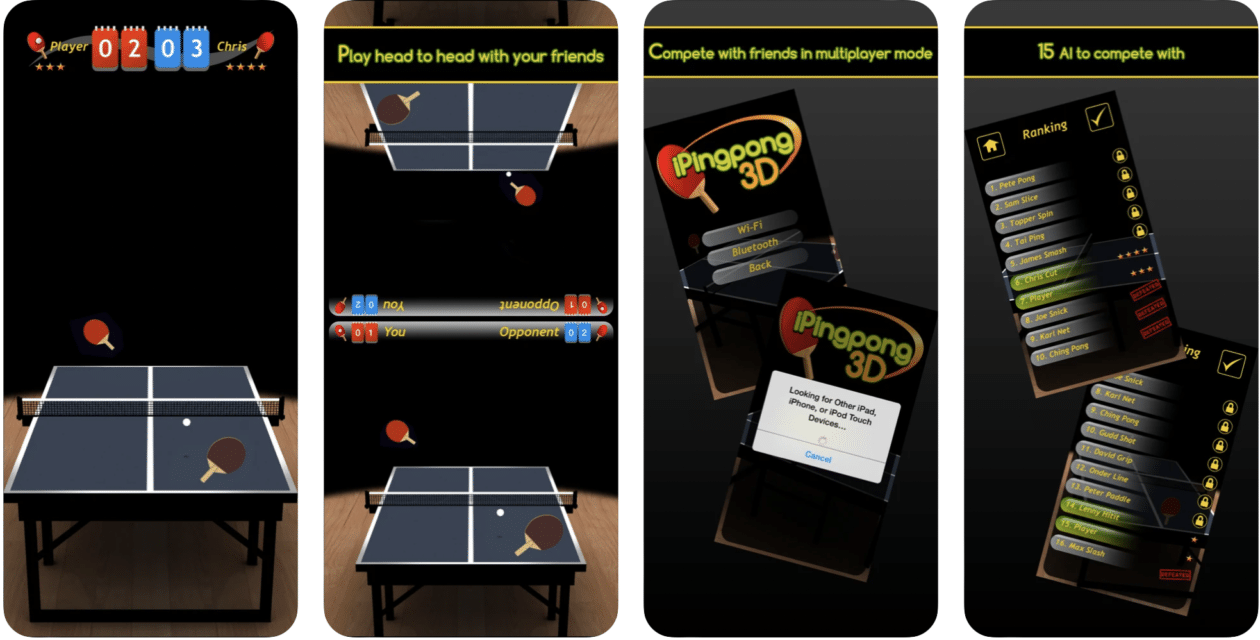 Player 0 2 0 3 Chris
Play head to head with your friends
0 2 You Opponent 0 1
0 1 You Opponent 0 2
Compete with friends in multiplayer mode
iPingpong
3D
Wi-Fi
Bluetooth
Back
iPingpong
3D
Looking for Other iPad,
iPhone, or iPod Touch
Devices...
Cancel
15 AI to compete with
Ranking
1. Pete Pong
2. Sam Slice
3. Topper Spin
4. Tai Ping
5. James Smash
6. Chris Cut
7. Player
8. Joe Snick DEFEATED
9. Karl Net DEFEATED
10. Ching Pong DEFEATED
ing
Snick
8. Karl Net
9. Ching Pong
10. Gudd Shot
11. David Grip
12. Onder Line
13. Peter Paddle
14. Lenny Hitit
15. Player
16. Max Slash DEFEATED